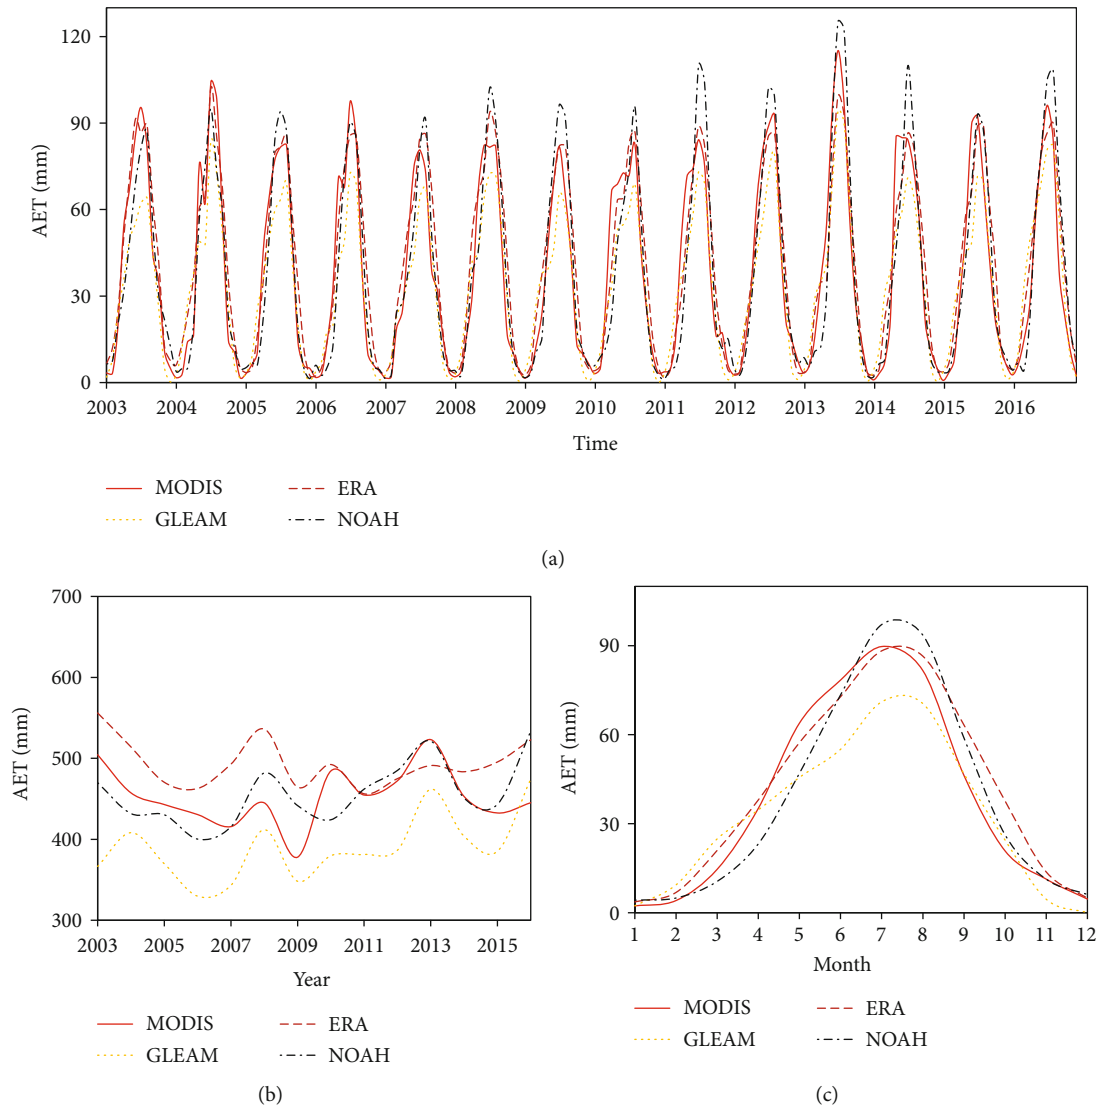 120
90
60
30
0
AET (mm)
2003 2004 2005 2006 2007 2008 2009 2010 2011 2012 2013 2014 2015 2016
Time
MODIS ERA
GLEAM NOAH
(a)
700
600
500
400
300
AET (mm)
2003 2005 2007 2009 2011 2013 2015
Year
MODIS ERA
GLEAM NOAH
(b)
90
60
30
0
AET (mm)
1 2 3 4 5 6 7 8 9 10 11 12
Month
MODIS ERA
GLEAM NOAH
(c)